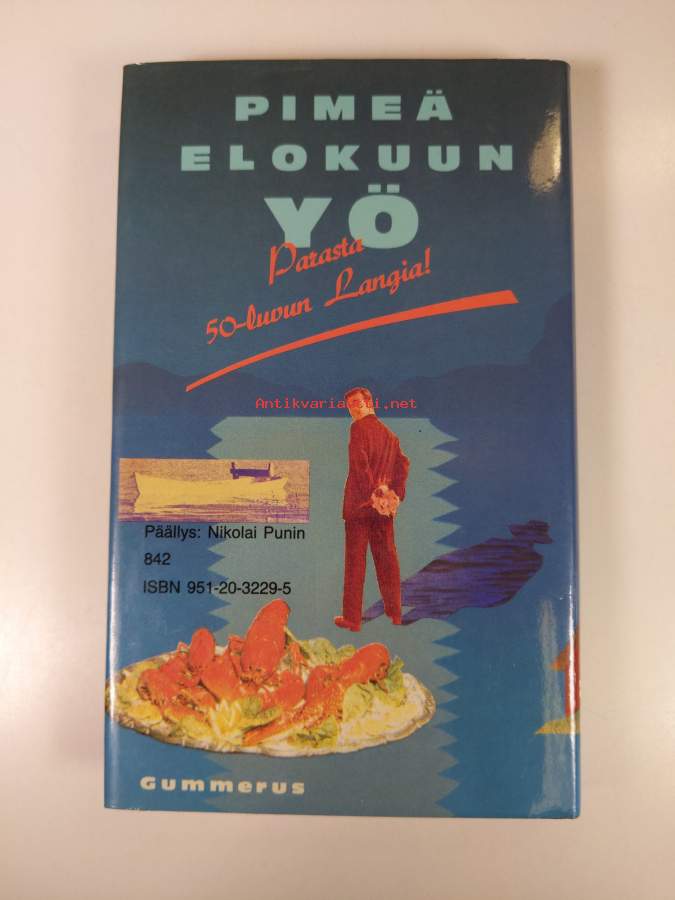 PIMEÄ
ELOKUUN
YÖ
Parasta
50-luvun Langia!
Antikvariaatti.net
Päällys: Nikolai Punin
842
ISBN 951-20-3229-5
Gummerus